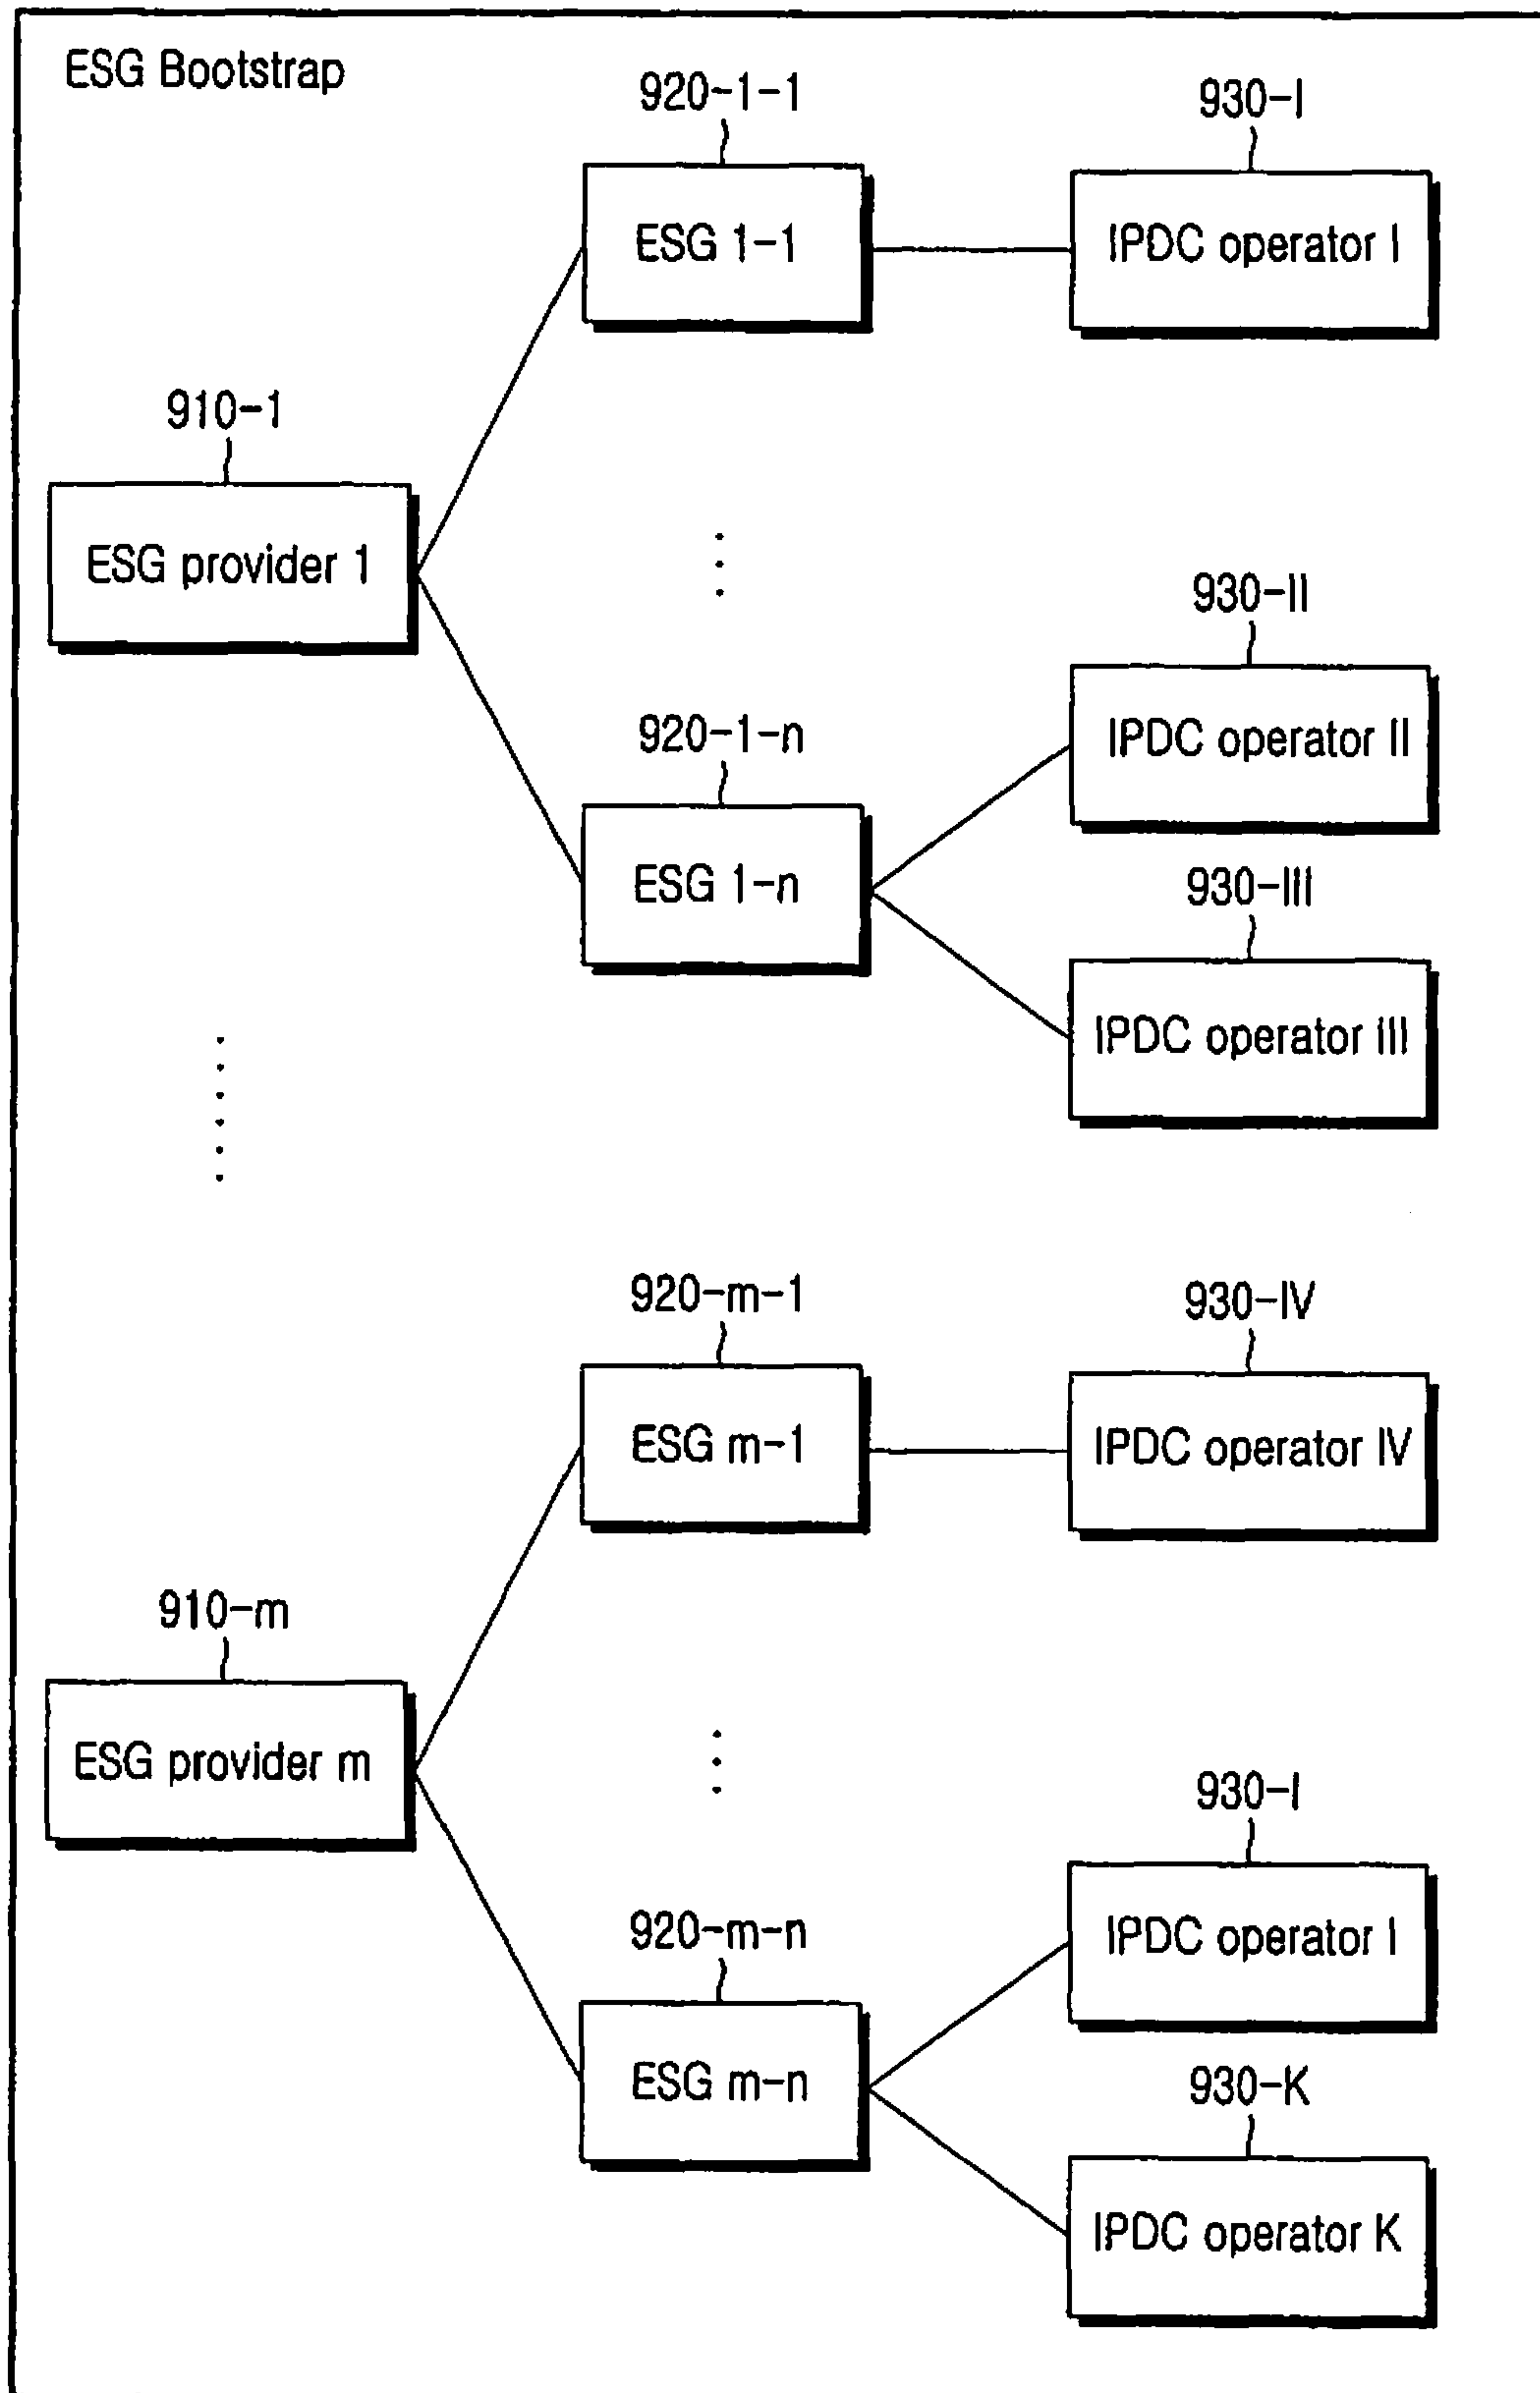 ESG Bootstrap
920-1-1
930-I
ESG 1-1
IPDC operator I
910-1
ESG provider 1
930-II
IPDC operator II
920-1-n
ESG 1-n
930-III
IPDC operator III
920-m-1
930-IV
ESG m-1
IPDC operator IV
910-m
ESG provider m
930-I
IPDC operator I
920-m-n
ESG m-n
930-K
IPDC operator K